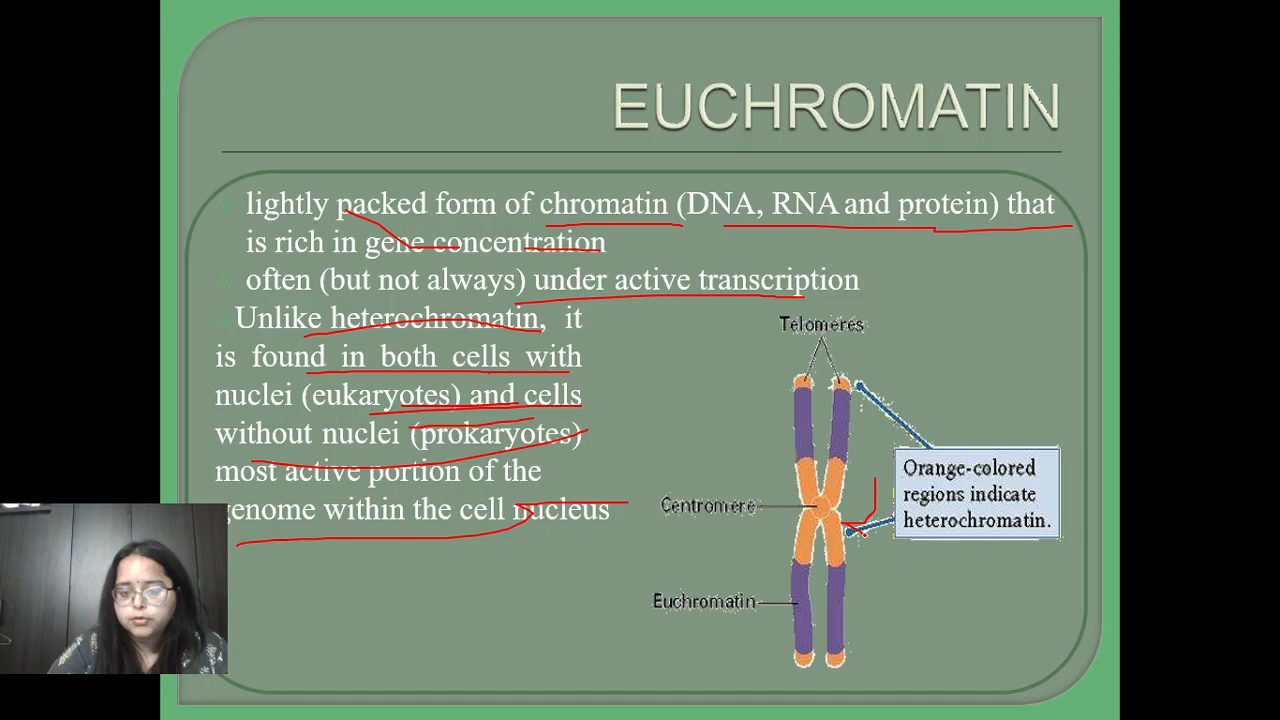 EUCHROMATIN
lightly packed form of chromatin (DNA, RNA and protein) that
is rich in gene concentration
often (but not always) under active transcription
Unlike heterochromatin, it
is found in both cells with
nuclei (eukaryotes) and cells
without nuclei (prokaryotes)
most active portion of the
genome within the cell nucleus
Telomeres
Orange-colored
regions indicate
heterochromatin.
Centromere
Euchromatin